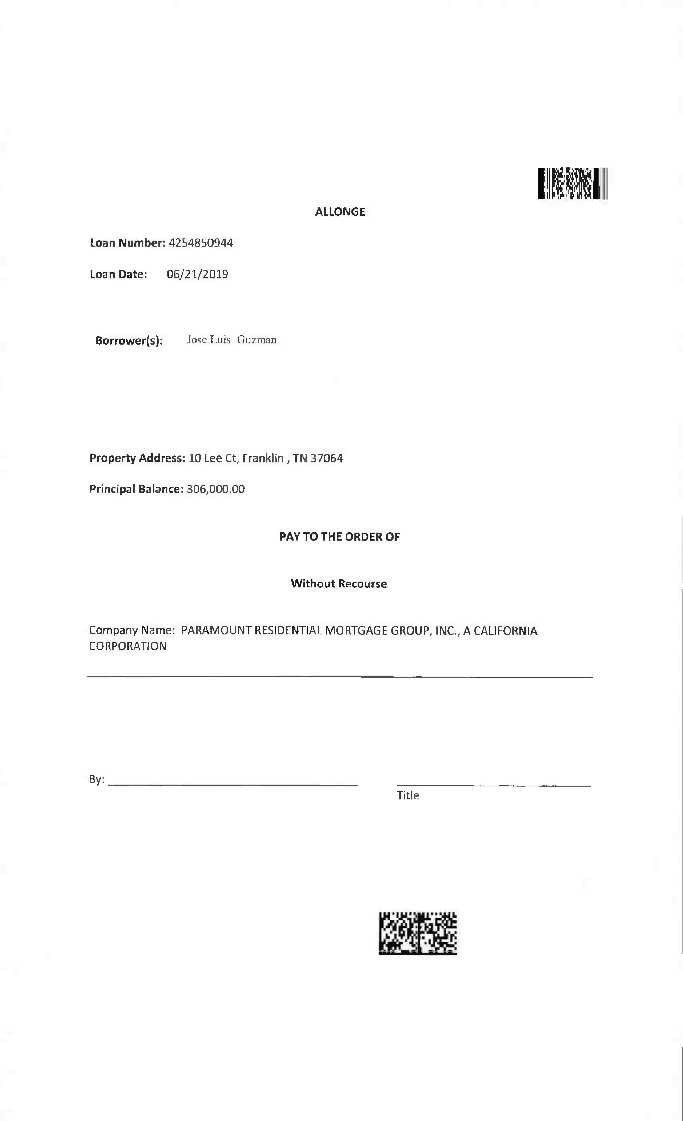 ALLONGE
Loan Number: 4254850944
Loan Date: 06/21/2019
Borrower(s): Jose Luis Guzman
Property Address: 10 Lee Ct, Franklin , TN 37064
Principal Balance: 306,000.00
PAY TO THE ORDER OF
Without Recourse
Company Name: PARAMOUNT RESIDENTIAL MORTGAGE GROUP, INC., A CALIFORNIA
CORPORATION
By:
Title